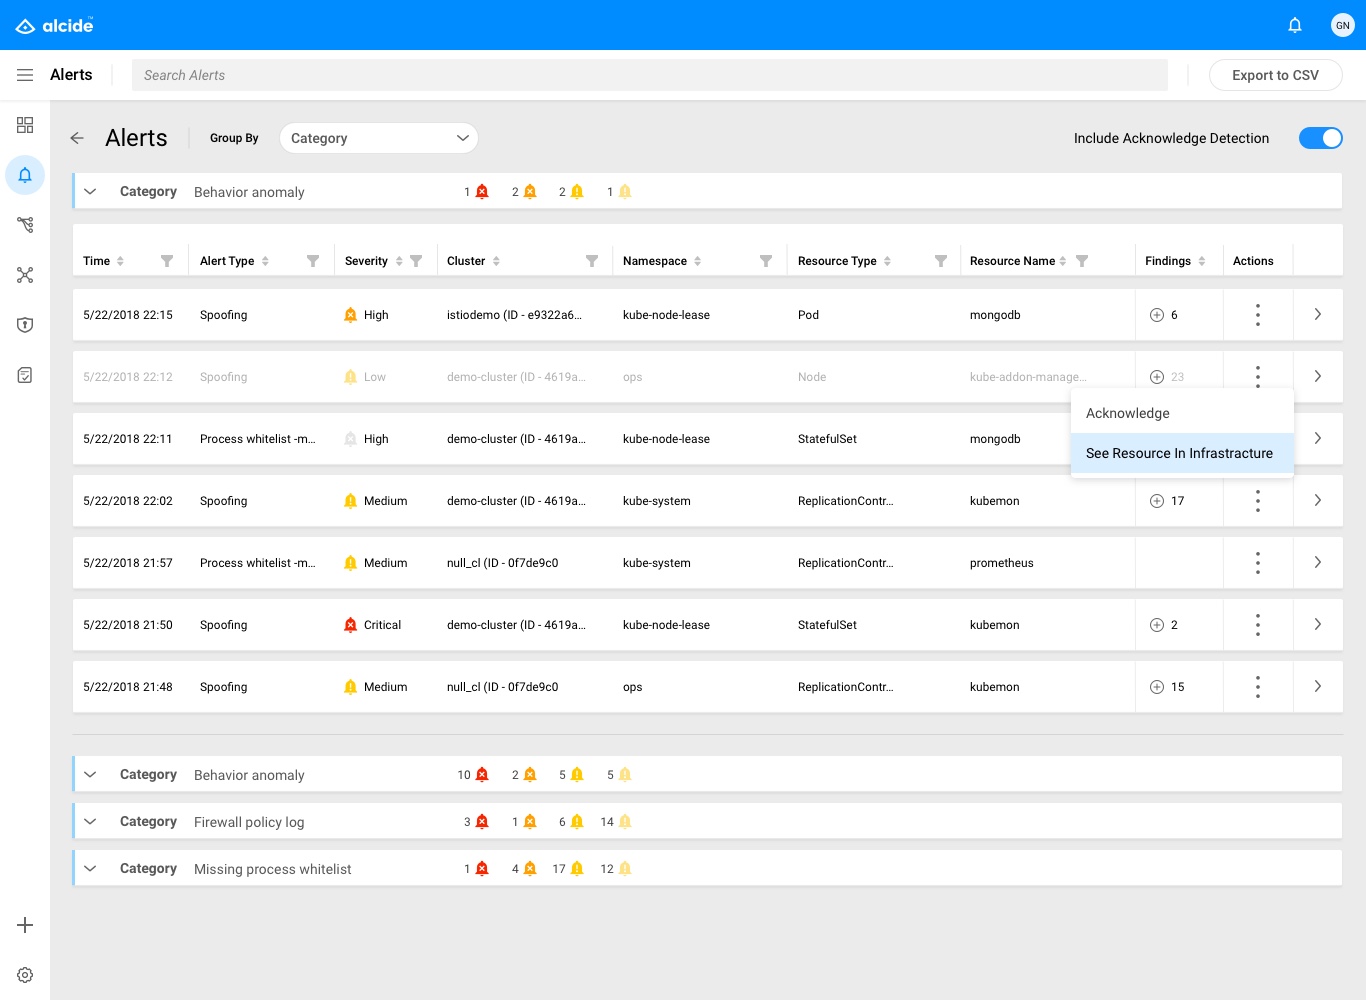 alcide™
GN
Alerts
Search Alerts
Export to CSV
Alerts
Group By
Category
Include Acknowledge Detection
Category Behavior anomaly 1 2 2 1
Time Alert Type Severity Cluster Namespace Resource Type Resource Name Findings Actions
5/22/2018 22:15 Spoofing High istiodemo (ID - e9322a6... kube-node-lease Pod mongodb 6
5/22/2018 22:12 Spoofing Low demo-cluster (ID - 4619a... ops Node kube-addon-manage... 23
Acknowledge
5/22/2018 22:11 Process whitelist -m... High demo-cluster (ID - 4619a... kube-node-lease StatefulSet mongodb
See Resource In Infrastracture
5/22/2018 22:02 Spoofing Medium demo-cluster (ID - 4619a... kube-system ReplicationContr... kubemon 17
5/22/2018 21:57 Process whitelist -m... Medium null_cl (ID - 0f7de9c0 kube-system ReplicationContr... prometheus
5/22/2018 21:50 Spoofing Critical demo-cluster (ID - 4619a... kube-node-lease StatefulSet kubemon 2
5/22/2018 21:48 Spoofing Medium null_cl (ID - 0f7de9c0 ops ReplicationContr... kubemon 15
Category Behavior anomaly 10 2 5 5
Category Firewall policy log 3 1 6 14
Category Missing process whitelist 1 4 17 12